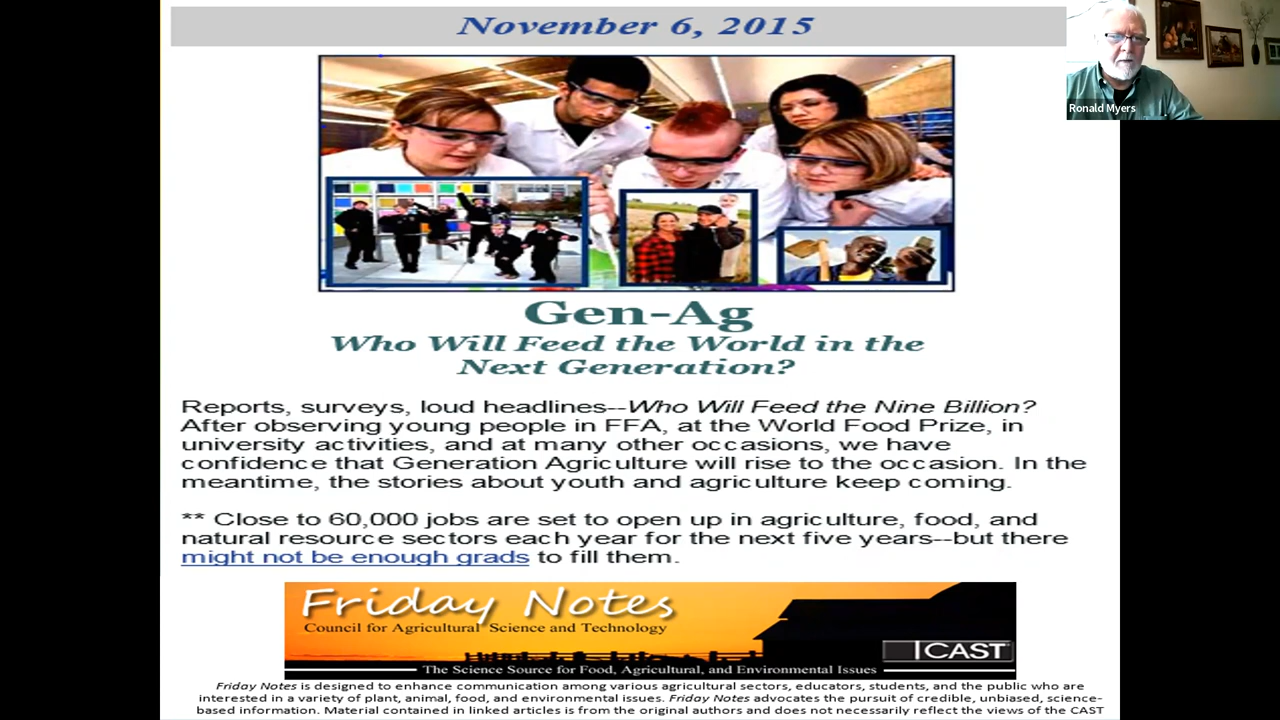 November 6, 2015
Ronald Myers
Gen-Ag
Who Will Feed the World in the
Next Generation?
Reports, surveys, loud headlines--Who Will Feed the Nine Billion?
After observing young people in FFA, at the World Food Prize, in
university activities, and at many other occasions, we have
confidence that Generation Agriculture will rise to the occasion. In the
meantime, the stories about youth and agriculture keep coming.
** Close to 60,000 jobs are set to open up in agriculture, food, and
natural resource sectors each year for the next five years--but there
might not be enough grads to fill them.
Friday Notes
Council for Agricultural Science and Technology
CAST
The Science Source for Food, Agricultural, and Environmental Issues
Friday Notes is designed to enhance communication among various agricultural sectors, educators, students, and the public who are
interested in a variety of plant, animal, food, and environmental issues. Friday Notes advocates the pursuit of credible, unbiased, science-
based information. Material contained in linked articles is from the original authors and does not necessarily reflect the views of the CAST